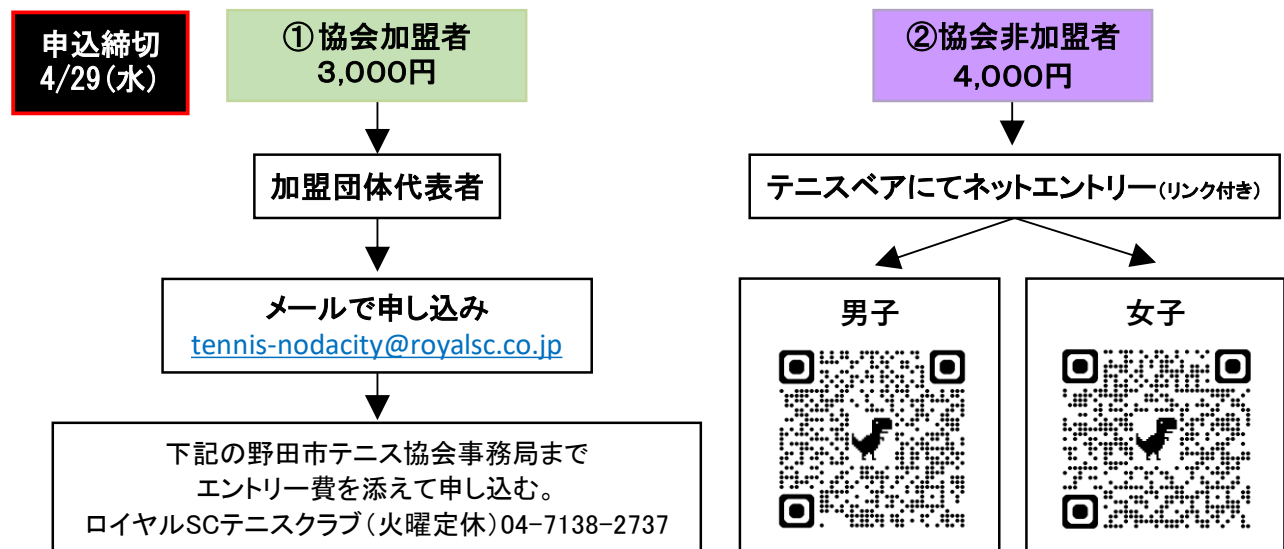 申込締切
4/29(水)
①協会加盟者
3,000円
加盟団体代表者
メールで申し込み
tennis-nodacity@royalsc.co.jp
下記の野田市テニス協会事務局まで
エントリー費を添えて申し込む。
ロイヤルSCテニスクラブ(火曜定休)04-7138-2737
②協会非加盟者
4,000円
テニスベアにてネットエントリー(リンク付き)
男子
女子